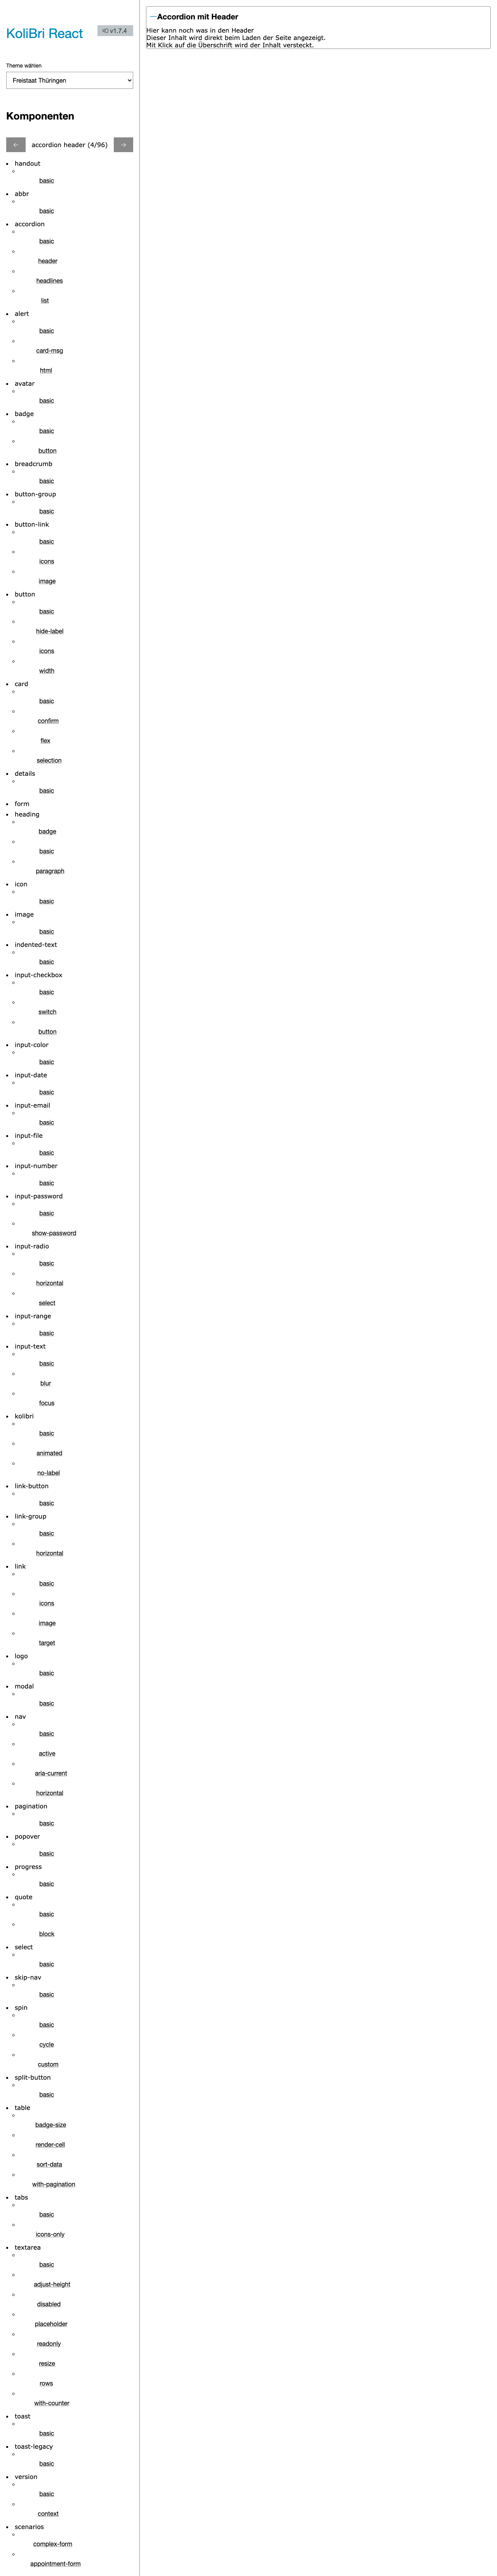 KoliBri React
v1.7.4
Theme wählen
Freistaat Thüringen
Komponenten
← accordion header (4/96) →
handout
basic
abbr
basic
accordion
basic
header
headlines
list
alert
basic
card-msg
html
avatar
basic
badge
basic
button
breadcrumb
basic
button-group
basic
button-link
basic
icons
image
button
basic
hide-label
icons
width
card
basic
confirm
flex
selection
details
basic
form
heading
badge
basic
paragraph
icon
basic
image
basic
indented-text
basic
input-checkbox
basic
switch
button
input-color
basic
input-date
basic
input-email
basic
input-file
basic
input-number
basic
input-password
basic
show-password
input-radio
basic
horizontal
select
input-range
basic
input-text
basic
blur
focus
kolibri
basic
animated
no-label
link-button
basic
link-group
basic
horizontal
link
basic
icons
image
target
logo
basic
modal
basic
nav
basic
active
aria-current
horizontal
pagination
basic
popover
basic
progress
basic
quote
basic
block
select
basic
skip-nav
basic
spin
basic
cycle
custom
split-button
basic
table
badge-size
render-cell
sort-data
with-pagination
tabs
basic
icons-only
textarea
basic
adjust-height
disabled
placeholder
readonly
resize
rows
with-counter
toast
basic
toast-legacy
basic
version
basic
context
scenarios
complex-form
appointment-form
Accordion mit Header
Hier kann noch was in den Header
Dieser Inhalt wird direkt beim Laden der Seite angezeigt.
Mit Klick auf die Überschrift wird der Inhalt versteckt.